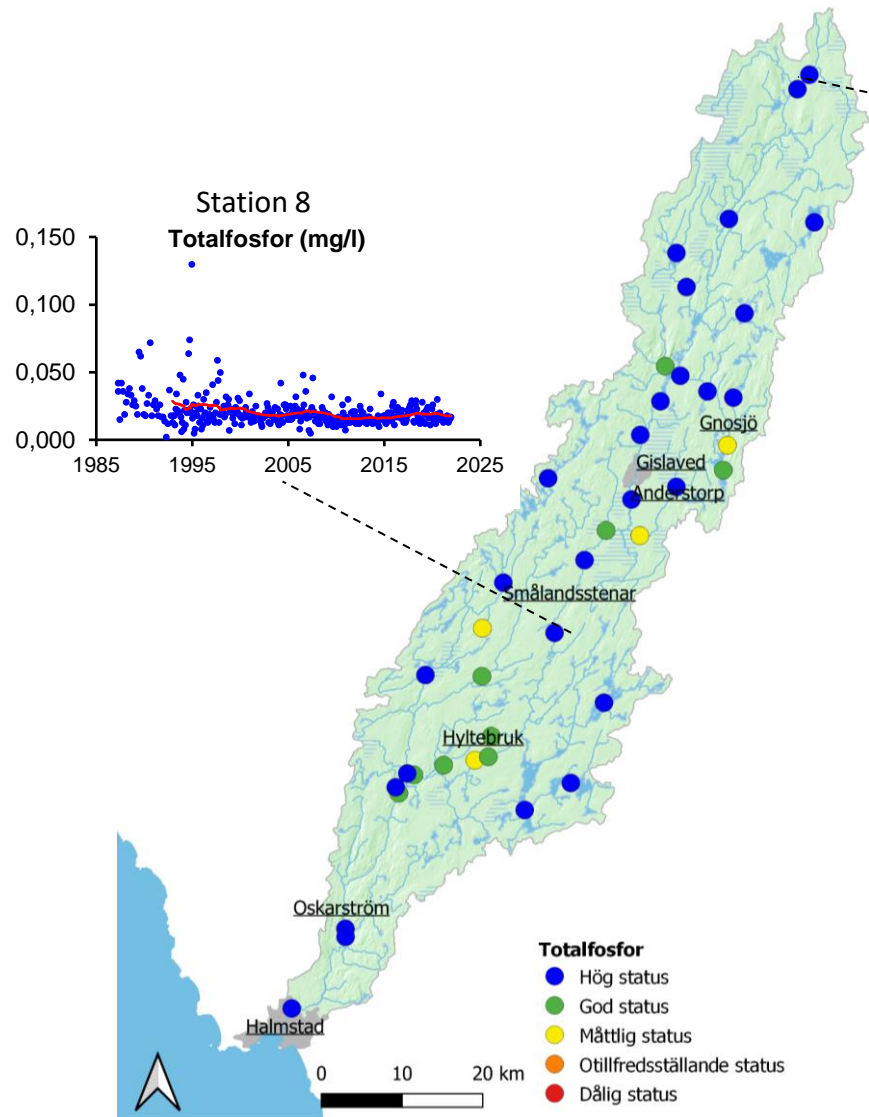 Station 8
Totalfosfor (mg/l)
0,150
0,100
0,050
0,000
1985 1995 2005 2015 2025
Gnosjö
Gislaved
Anderstorp
Smålandsstenar
Hyltebruk
Oskarström
Halmstad
Totalfosfor
Hög status
God status
Måttlig status
Otillfredsställande status
Dålig status
0 10 20 km